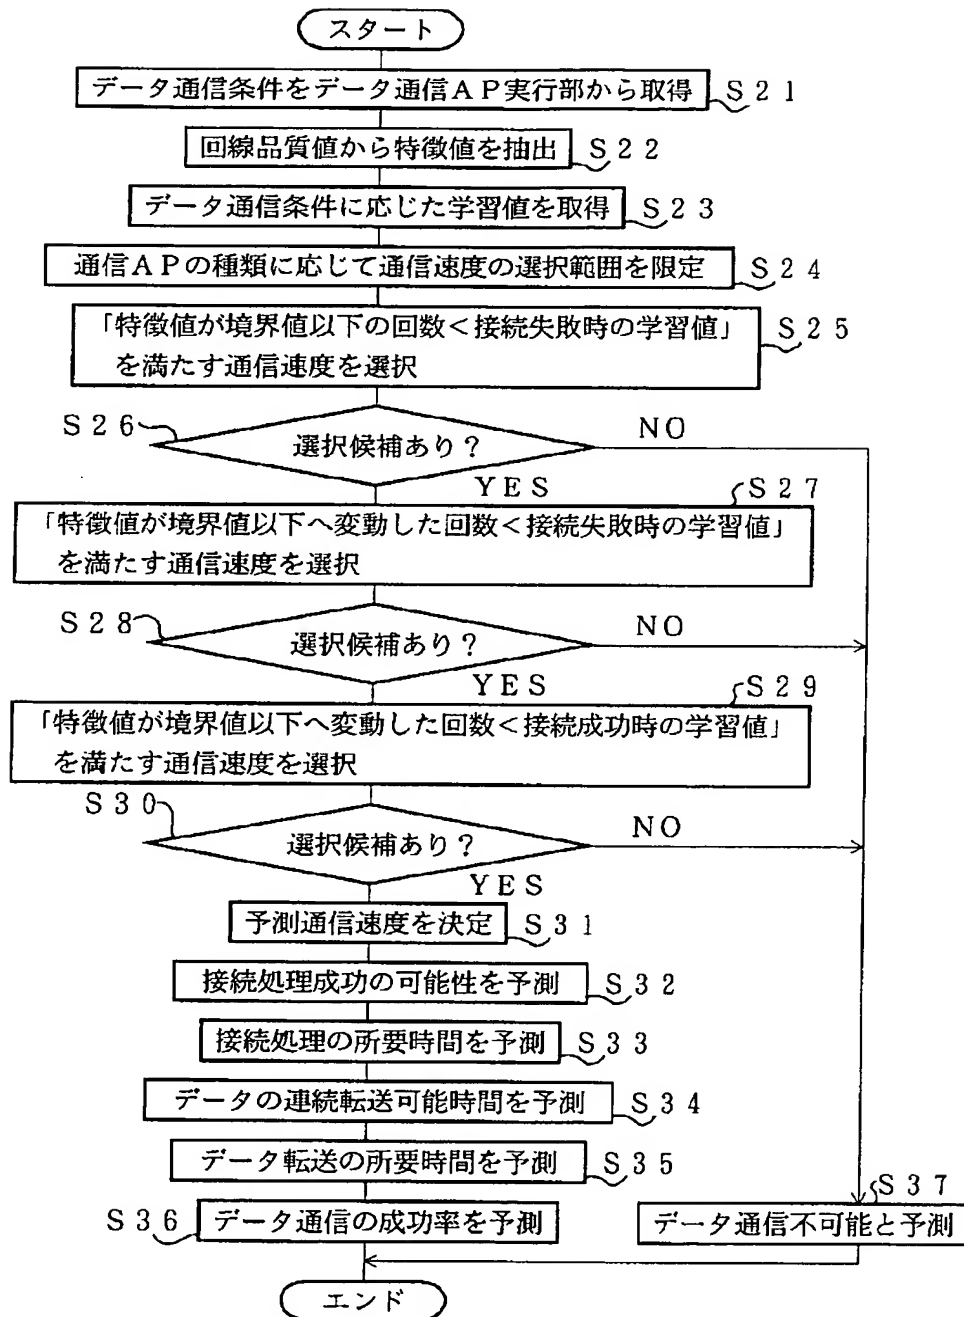 スタート
データ通信条件をデータ通信AP実行部から取得 S21
回線品質値から特徴値を抽出 S22
データ通信条件に応じた学習値を取得 S23
通信APの種類に応じて通信速度の選択範囲を限定 S24
「特徴値が境界値以下の回数<接続失敗時の学習値」 S25
を満たす通信速度を選択
S26 選択候補あり? NO
YES S27
「特徴値が境界値以下へ変動した回数<接続失敗時の学習値」
を満たす通信速度を選択
S28 選択候補あり? NO
YES S29
「特徴値が境界値以下へ変動した回数<接続成功時の学習値」
を満たす通信速度を選択
S30 選択候補あり? NO
YES
予測通信速度を決定 S31
接続処理成功の可能性を予測 S32
接続処理の所要時間を予測 S33
データの連続転送可能時間を予測 S34
データ転送の所要時間を予測 S35
S37
S36 データ通信の成功率を予測 データ通信不可能と予測
エンド